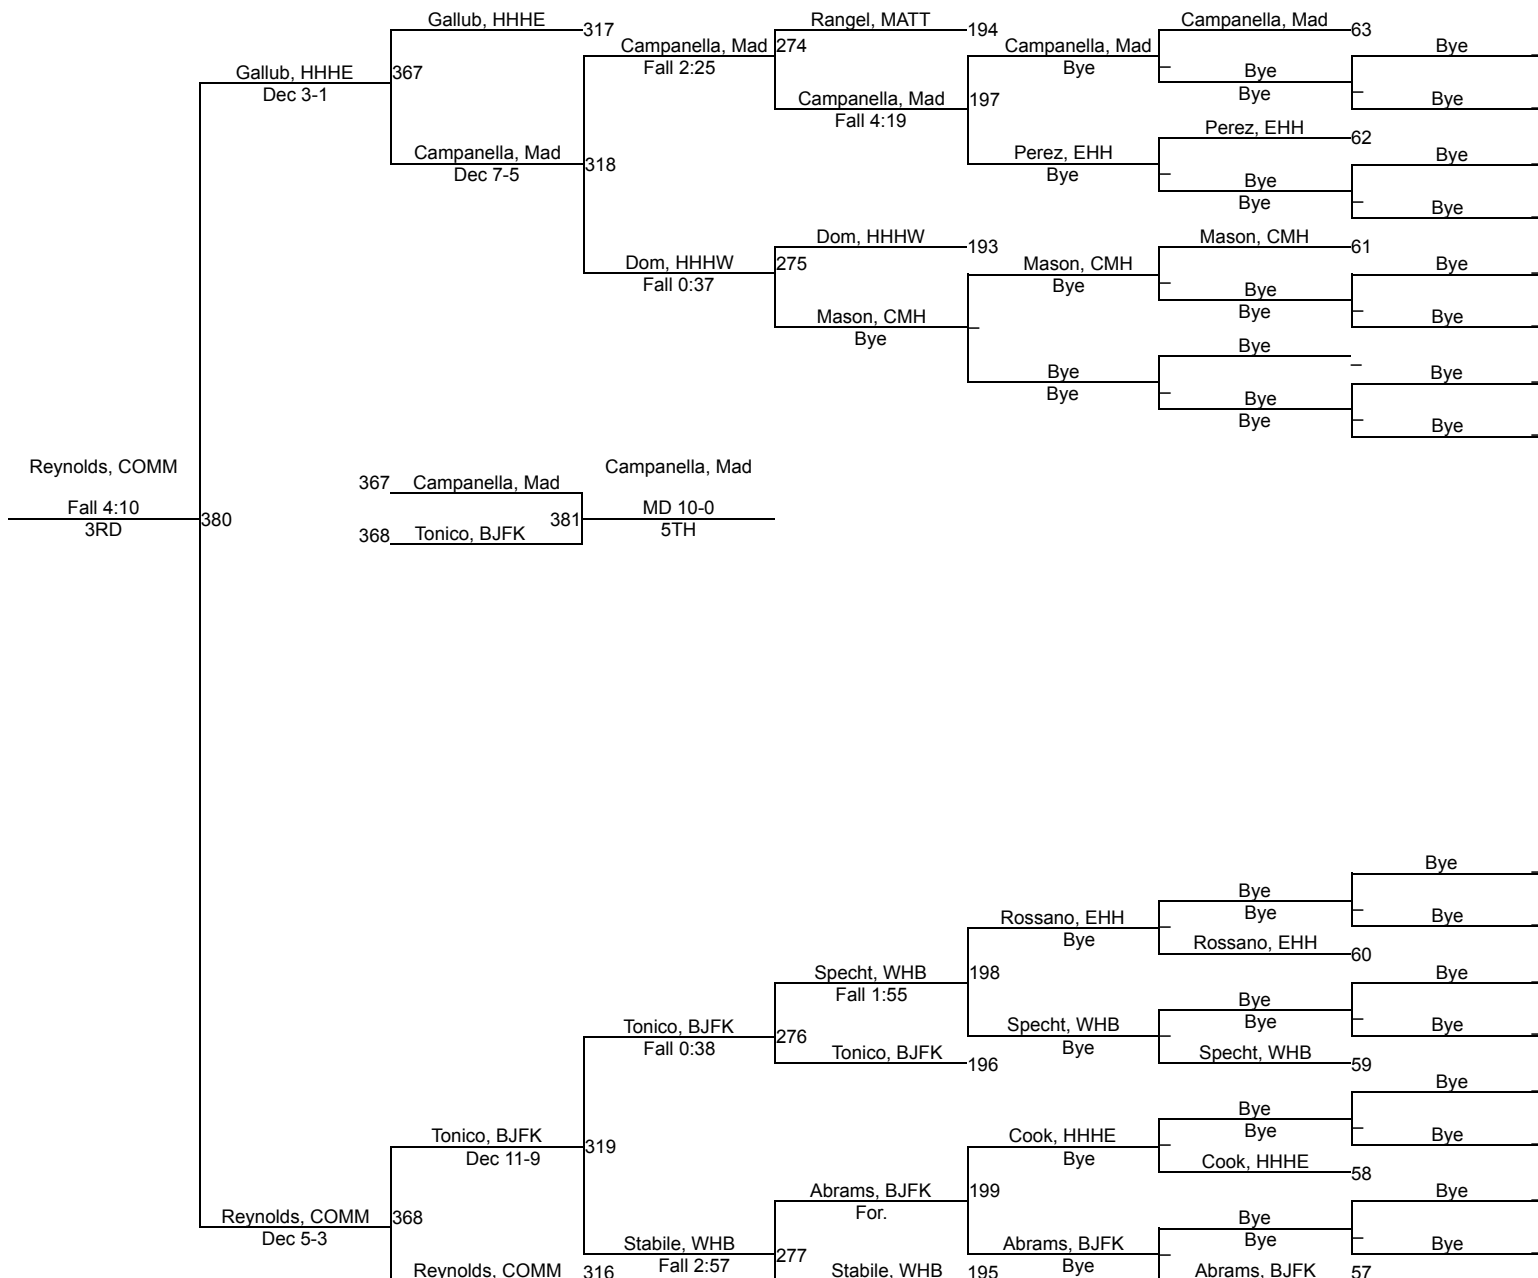 Gallub, HHHE
317
Rangel, MATT
194
Campanella, Mad
63
Campanella, Mad
274
Campanella, Mad
Bye
Fall 2:25
Bye
Gallub, HHHE
367
Bye
Dec 3-1
Campanella, Mad
197
Bye
Bye
Fall 4:19
Perez, EHH
62
Campanella, Mad
318
Perez, EHH
Bye
Dec 7-5
Bye
Bye
Bye
Bye
Dom, HHHW
193
Mason, CMH
61
Dom, HHHW
275
Mason, CMH
Bye
Fall 0:37
Bye
Bye
Mason, CMH
Bye
Bye
Bye
Bye
Bye
Bye
Bye
Bye
Bye
Bye
Reynolds, COMM
Campanella, Mad
367
Campanella, Mad
Fall 4:10
MD 10-0
380
381
3RD
368
Tonico, BJFK
5TH
Bye
Bye
Rossano, EHH
Bye
Bye
Bye
Rossano, EHH
60
Specht, WHB
198
Bye
Fall 1:55
Bye
Tonico, BJFK
Specht, WHB
Bye
Bye
Fall 0:38
276
Bye
Tonico, BJFK
196
Specht, WHB
59
Bye
Bye
Tonico, BJFK
319
Cook, HHHE
Bye
Bye
Dec 11-9
Bye
Cook, HHHE
58
Abrams, BJFK
199
Bye
For.
Reynolds, COMM
368
Bye
Dec 5-3
Bye
Stabile, WHB
277
Abrams, BJFK
Bye
Fall 2:57
Bye
Reynolds, COMM
316
Stabile, WHB
195
Abrams, BJFK
57